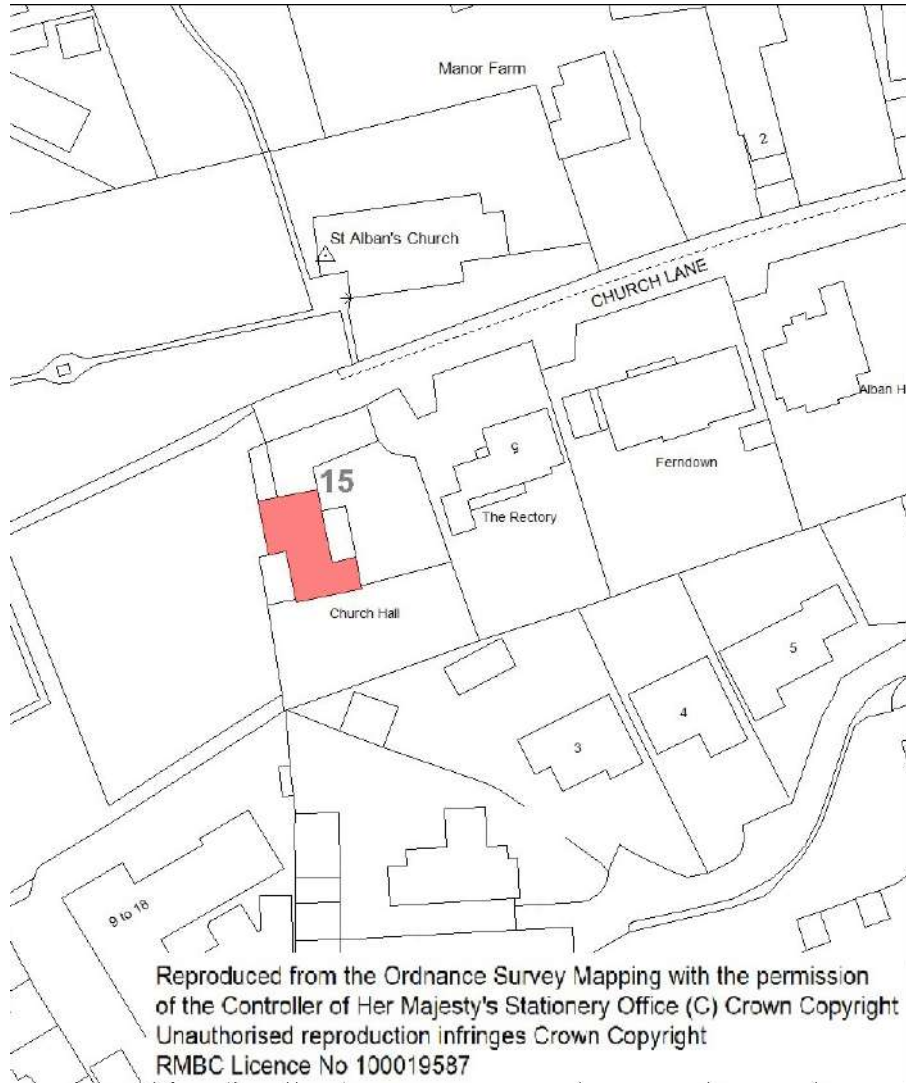 Manor Farm
2
St Alban's Church
CHURCH LANE
Alban H
9
Ferndown
15
The Rectory
Church Hall
5
4
3
9 to 18
Reproduced from the Ordnance Survey Mapping with the permission
of the Controller of Her Majesty's Stationery Office (C) Crown Copyright
Unauthorised reproduction infringes Crown Copyright
RMBC Licence No 100019587